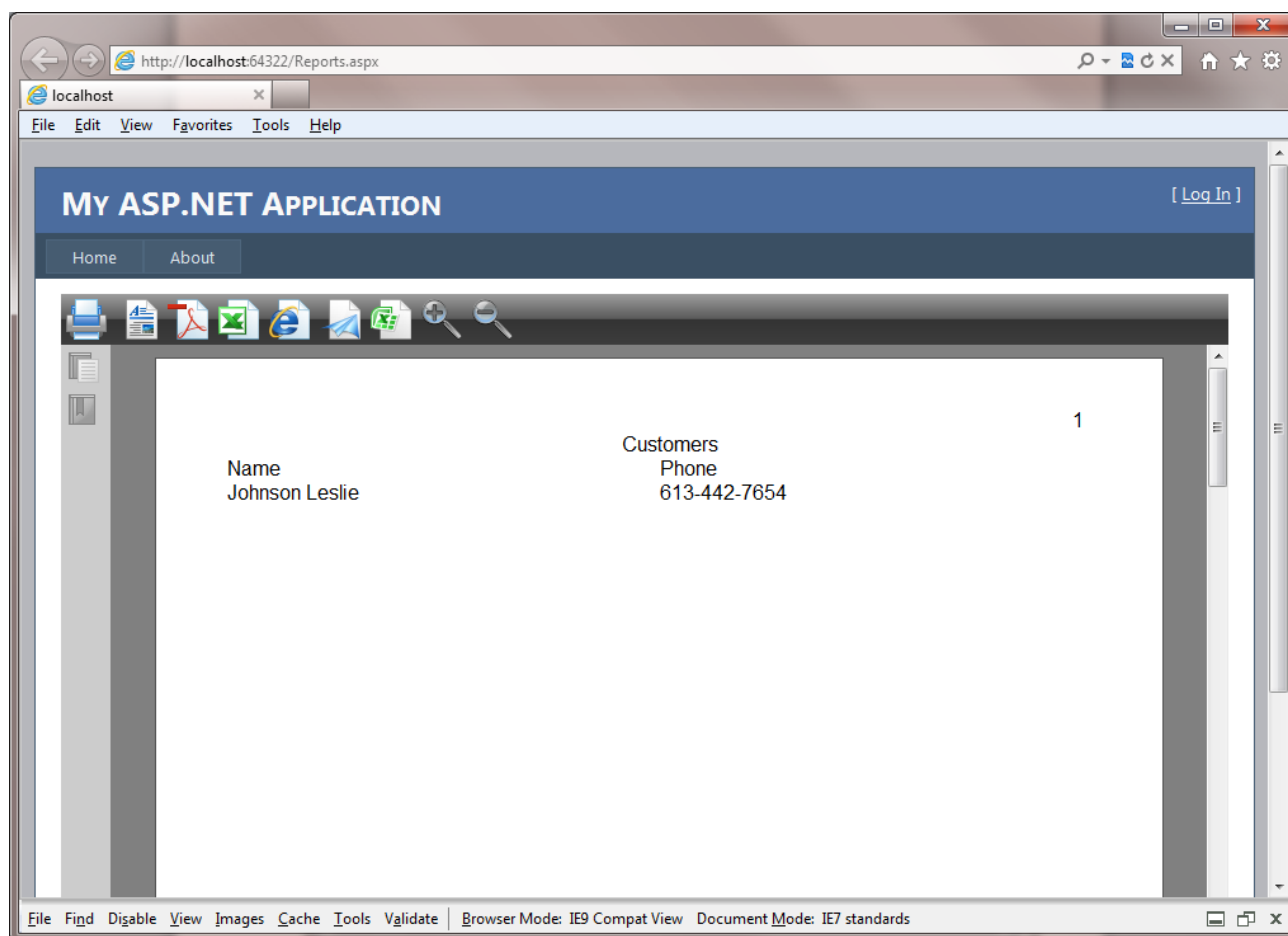 http://localhost:64322/Reports.aspx
localhost
File Edit View Favorites Tools Help
MY ASP.NET APPLICATION
[ Log In ]
Home About
1
Customers
Name Phone
Johnson Leslie 613-442-7654
File Find Disable View Images Cache Tools Validate Browser Mode: IE9 Compat View Document Mode: IE7 standards